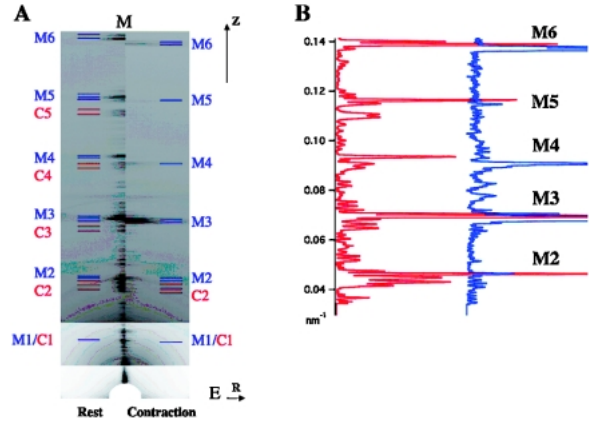 A
M
z
M6
M6
M5
M5
C5
M4
M4
C4
M3
M3
C3
M2
M2
C2
C2
M1/C1
M1/C1
E R
Rest Contraction
B
0.14
M6
0.12
M5
0.10
M4
0.08
M3
0.06
M2
0.04
nm⁻¹